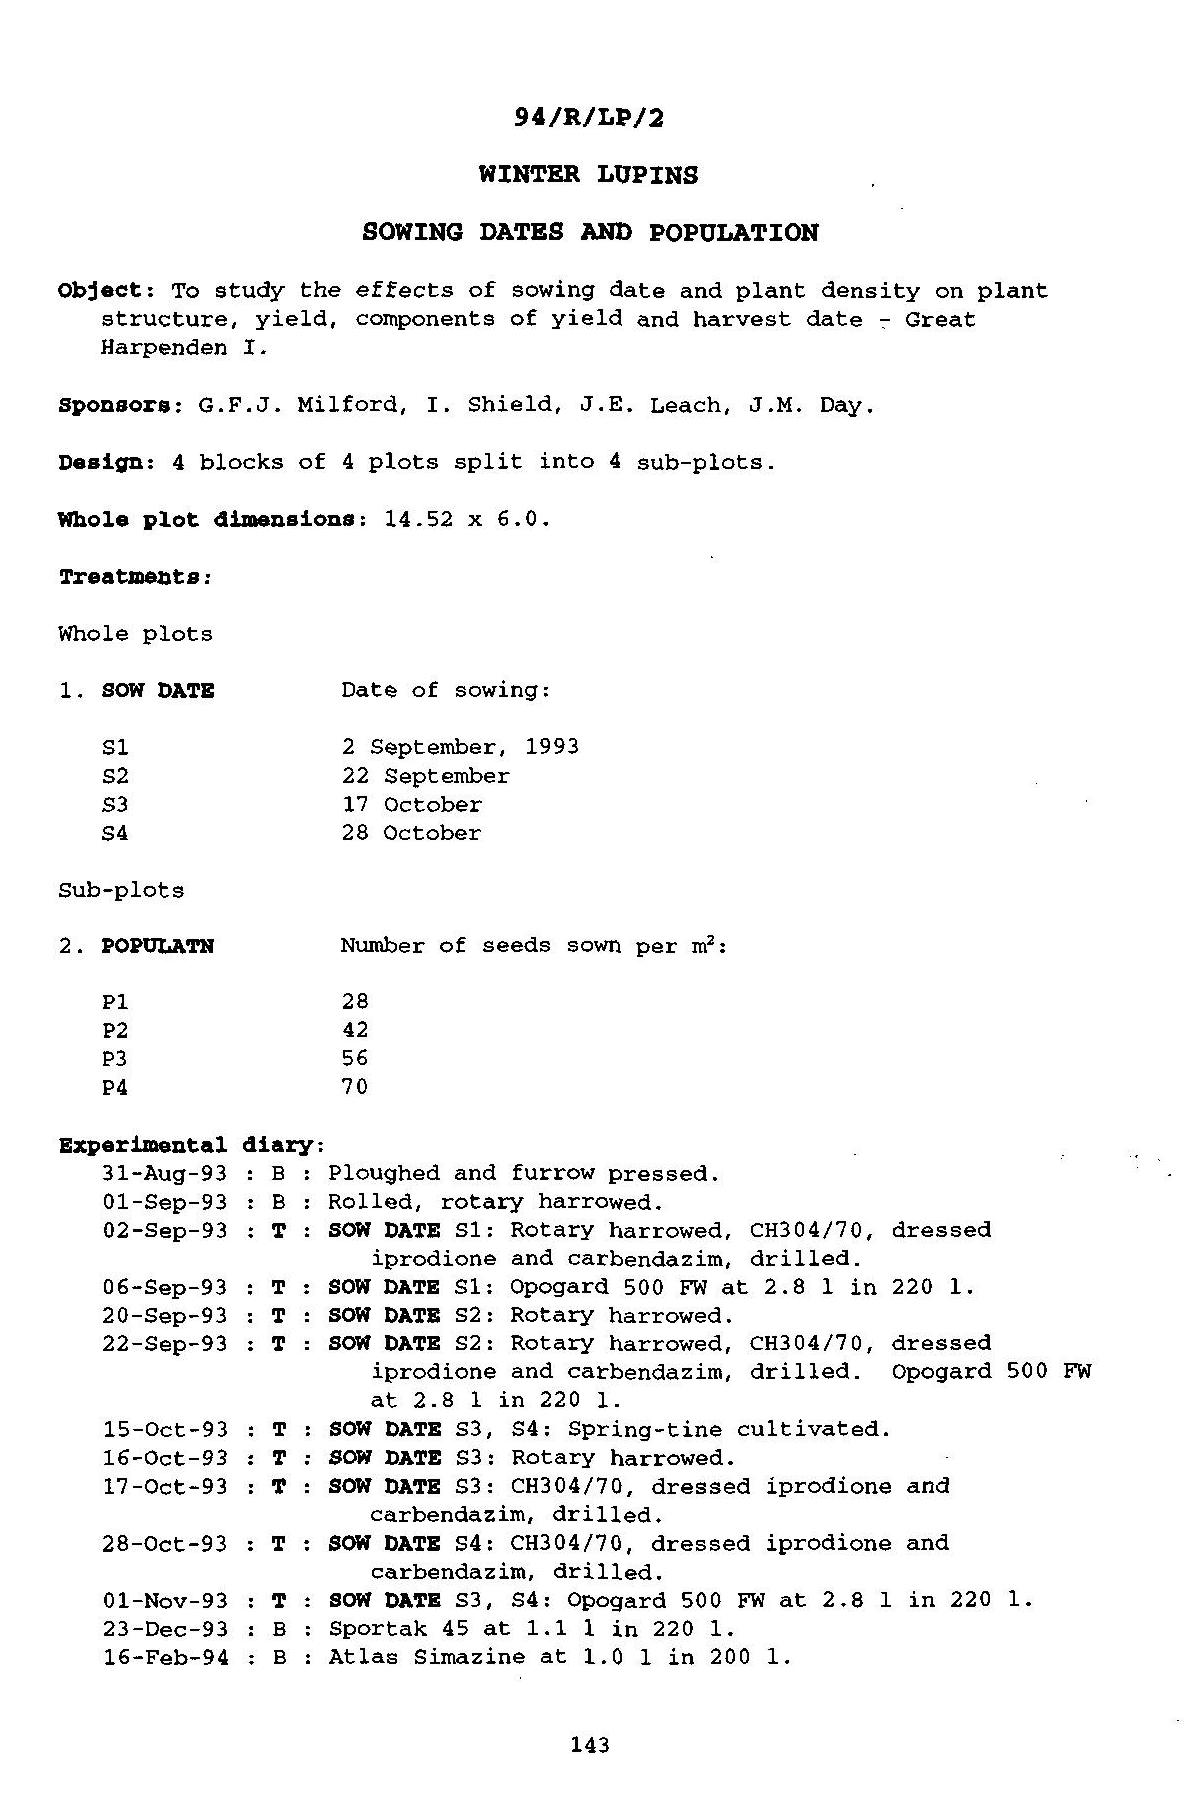 94/R/LP/2
WINTER LUPINS
SOWING DATES AND POPULATION
Object: To study the effects of sowing date and plant density on plant
structure, yield, components of yield and harvest date - Great
Harpenden I.
Sponsors: G.F.J. Milford, I. Shield, J.E. Leach, J.M. Day.
Design: 4 blocks of 4 plots split into 4 sub-plots.
Whole plot dimensions: 14.52 x 6.0.
Treatments:
Whole plots
1. SOW DATE Date of sowing:
S1 2 September, 1993
S2 22 September
S3 17 October
S4 28 October
Sub-plots
2. POPULATN Number of seeds sown per m²:
P1 28
P2 42
P3 56
P4 70
Experimental diary:
31-Aug-93 : B : Ploughed and furrow pressed.
01-Sep-93 : B : Rolled, rotary harrowed.
02-Sep-93 : T : SOW DATE S1: Rotary harrowed, CH304/70, dressed
iprodione and carbendazim, drilled.
06-Sep-93 : T : SOW DATE S1: Opogard 500 FW at 2.8 l in 220 l.
20-Sep-93 : T : SOW DATE S2: Rotary harrowed.
22-Sep-93 : T : SOW DATE S2: Rotary harrowed, CH304/70, dressed
iprodione and carbendazim, drilled. Opogard 500 FW
at 2.8 l in 220 l.
15-Oct-93 : T : SOW DATE S3, S4: Spring-tine cultivated.
16-Oct-93 : T : SOW DATE S3: Rotary harrowed.
17-Oct-93 : T : SOW DATE S3: CH304/70, dressed iprodione and
carbendazim, drilled.
28-Oct-93 : T : SOW DATE S4: CH304/70, dressed iprodione and
carbendazim, drilled.
01-Nov-93 : T : SOW DATE S3, S4: Opogard 500 FW at 2.8 l in 220 l.
23-Dec-93 : B : Sportak 45 at 1.1 l in 220 l.
16-Feb-94 : B : Atlas Simazine at 1.0 l in 200 l.
143